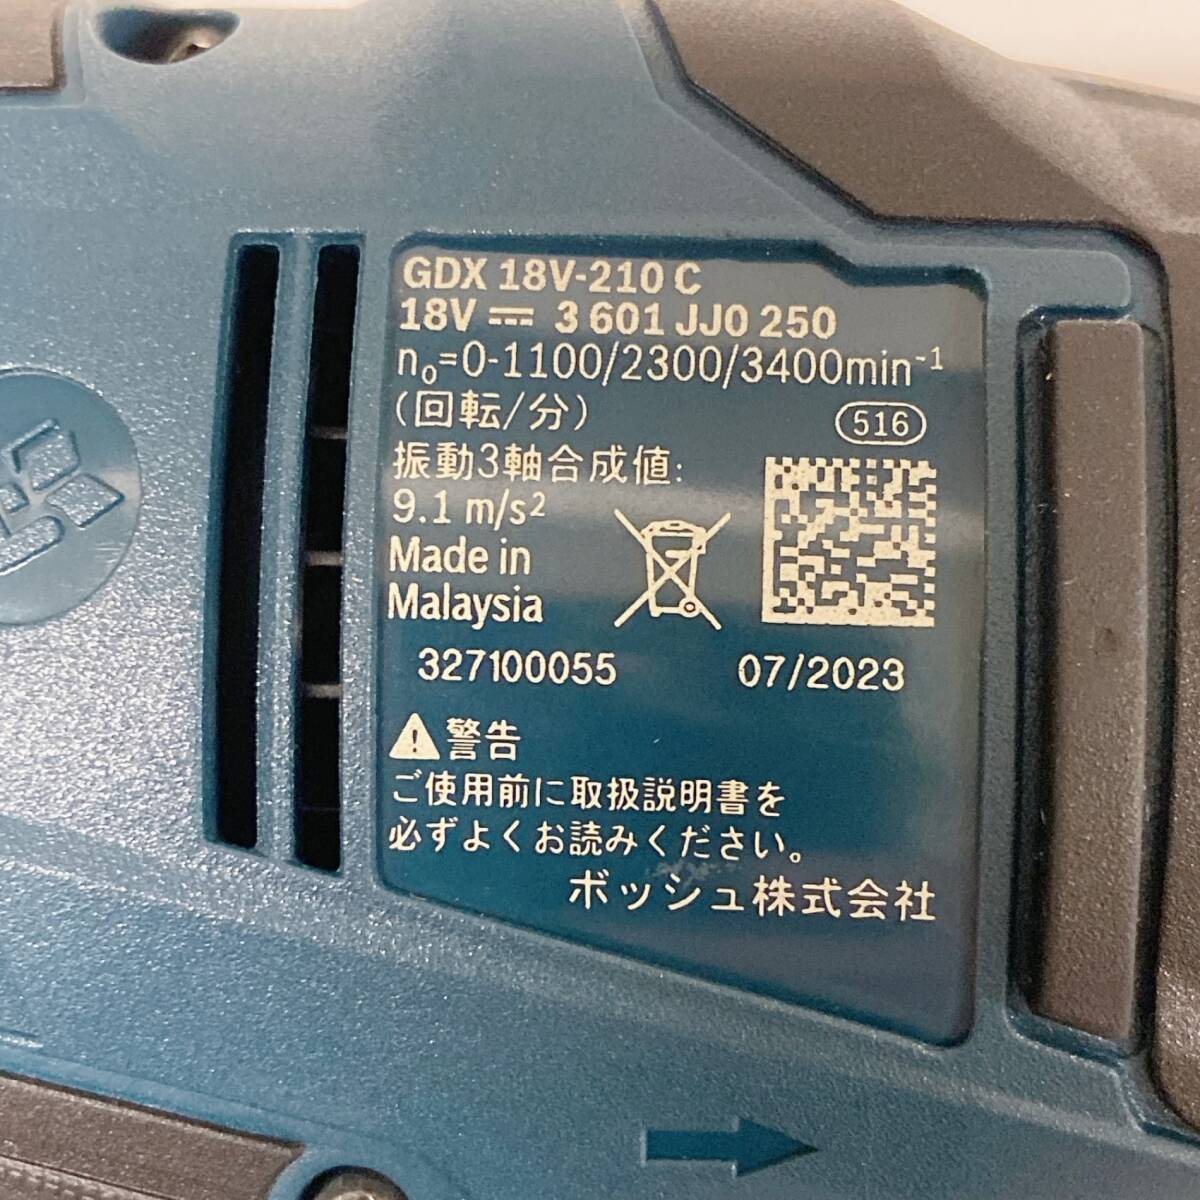 GDX 18V-210 C
18V ⎓ 3 601 JJ0 250
n₀=0-1100/2300/3400min⁻¹
(回転/分)
516
振動3軸合成値:
9.1 m/s²
Made in
Malaysia
327100055 07/2023
⚠警告
ご使用前に取扱説明書を
必ずよくお読みください。
ボッシュ株式会社